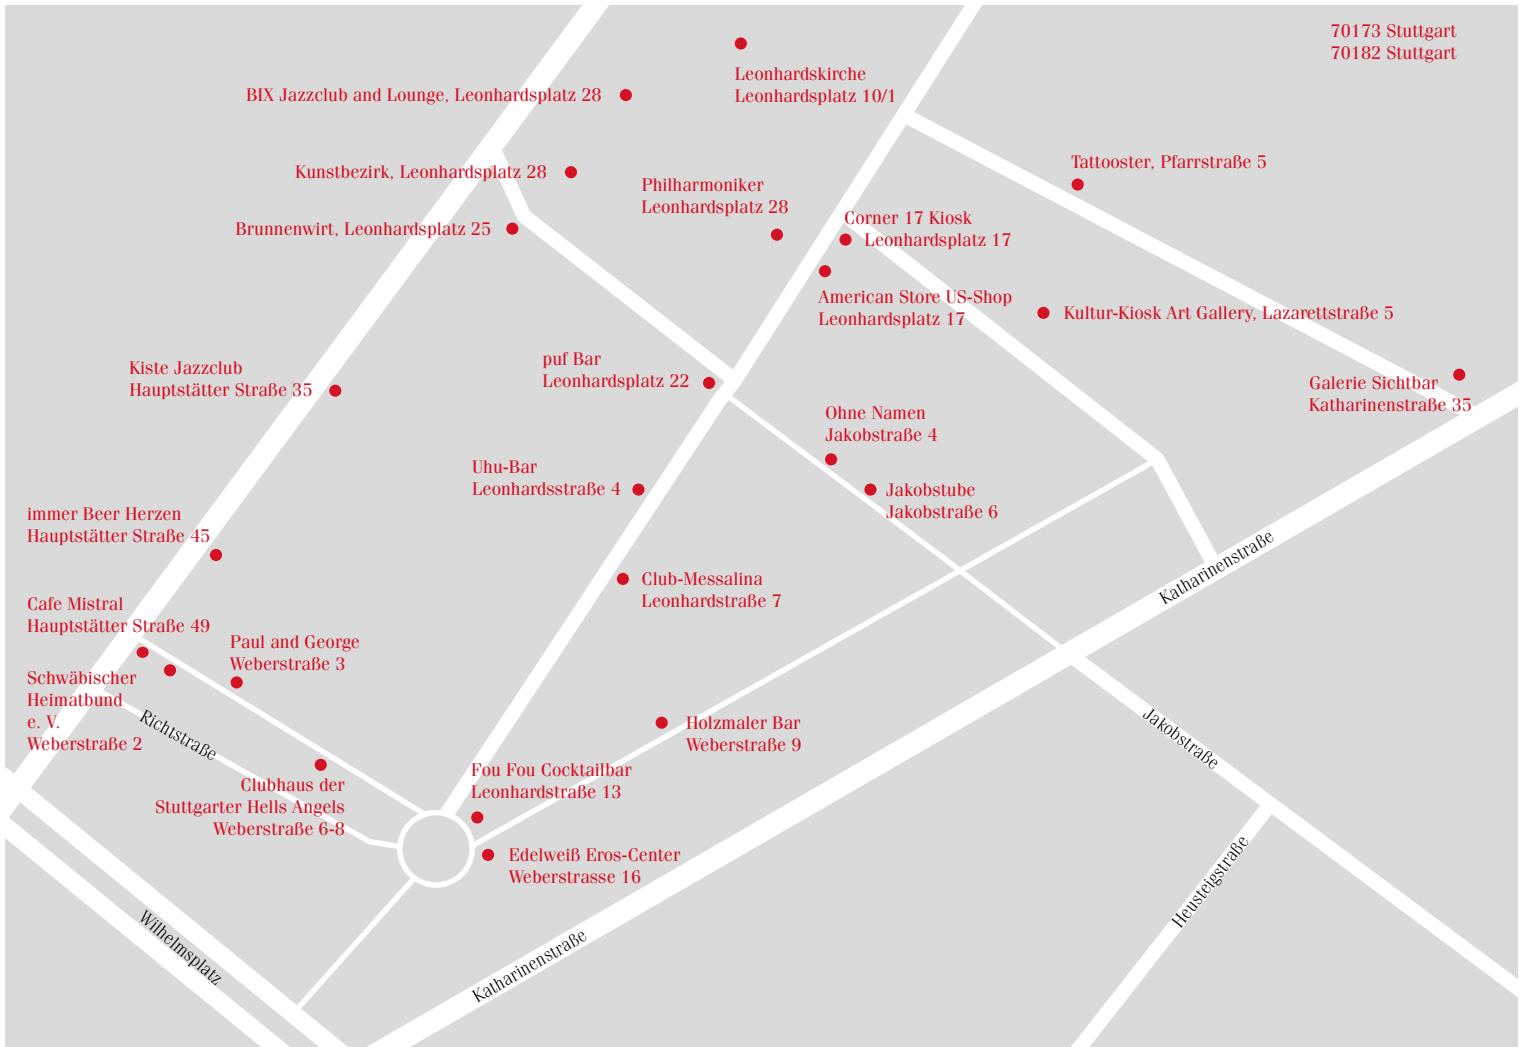 70173 Stuttgart
70182 Stuttgart
Leonhardskirche
Leonhardsplatz 10/1
BIX Jazzclub and Lounge, Leonhardsplatz 28
Kunstbezirk, Leonhardsplatz 28
Tattooster, Pfarrstraße 5
Philharmoniker
Leonhardsplatz 28
Brunnenwirt, Leonhardsplatz 25
Corner 17 Kiosk
Leonhardsplatz 17
American Store US-Shop
Leonhardsplatz 17
Kultur-Kiosk Art Gallery, Lazarettstraße 5
Kiste Jazzclub
Hauptstätter Straße 35
puf Bar
Leonhardsplatz 22
Galerie Sichtbar
Katharinenstraße 35
Ohne Namen
Jakobstraße 4
Uhu-Bar
Leonhardsstraße 4
Jakobstube
Jakobstraße 6
immer Beer Herzen
Hauptstätter Straße 45
Katharinenstraße
Club-Messalina
Leonhardstraße 7
Cafe Mistral
Hauptstätter Straße 49
Paul and George
Weberstraße 3
Schwäbischer
Heimatbund
e. V.
Weberstraße 2
Richtstraße
Holzmaler Bar
Weberstraße 9
Jakobstraße
Clubhaus der
Stuttgarter Hells Angels
Weberstraße 6-8
Fou Fou Cocktailbar
Leonhardstraße 13
Edelweiß Eros-Center
Weberstrasse 16
Heusteigstraße
Wilhelmsplatz
Katharinenstraße